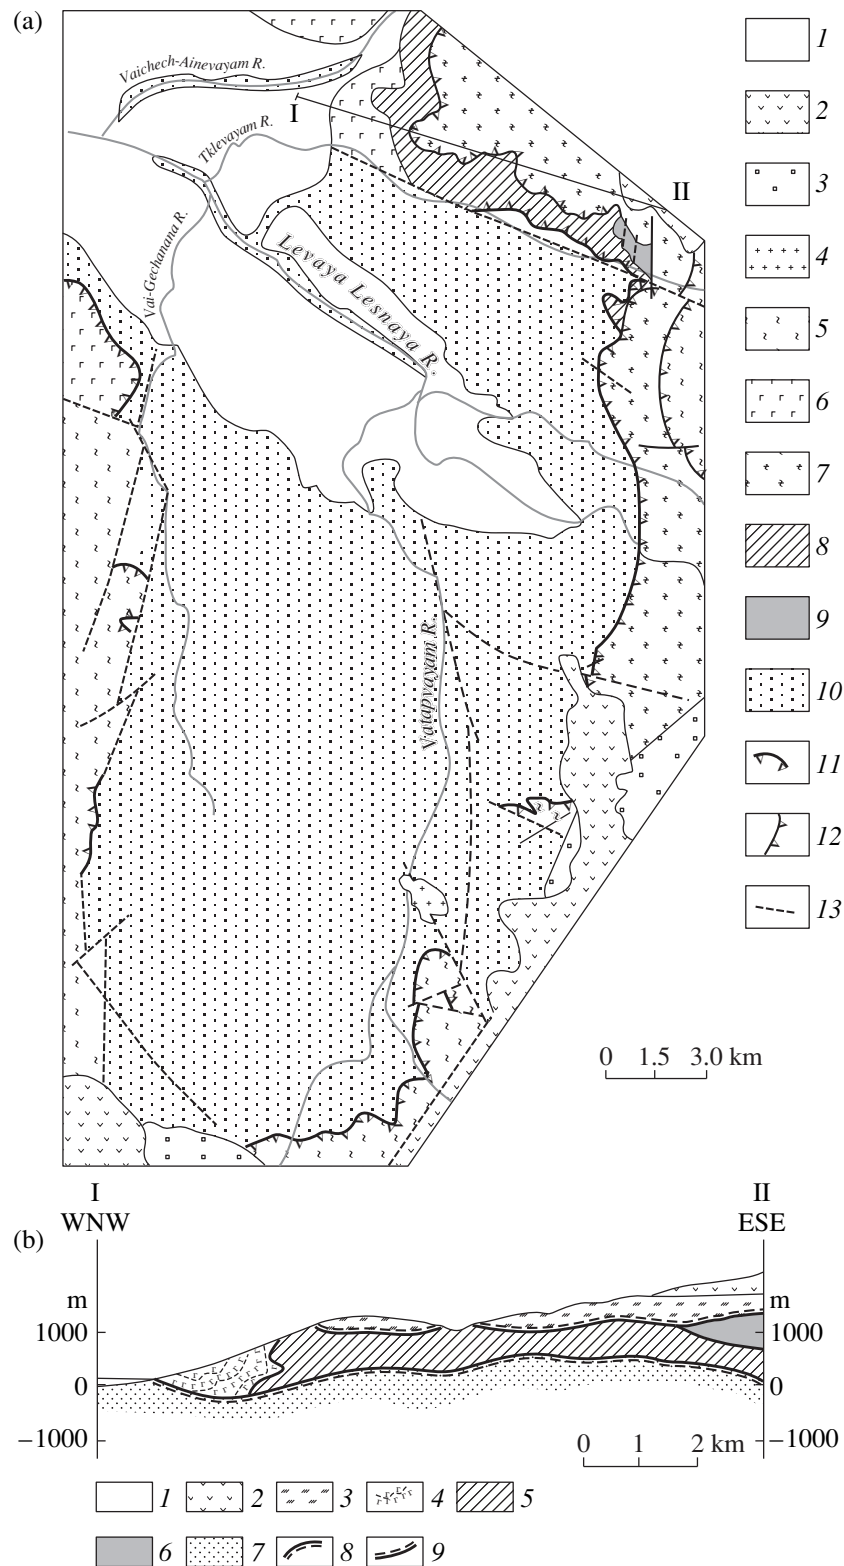 (a)
Vaichech-Ainevayam R.
I
Tklevayam R.
II
Vai-Gechanana R.
Levaya Lesnaya R.
Vatapvayam R.
1
2
3
4
5
6
7
8
9
10
11
12
13
0 1.5 3.0 km
I II
WNW ESE
(b)
m m
1000 1000
0 0
–1000 –1000
0 1 2 km
1 2 3 4 5
6 7 8 9